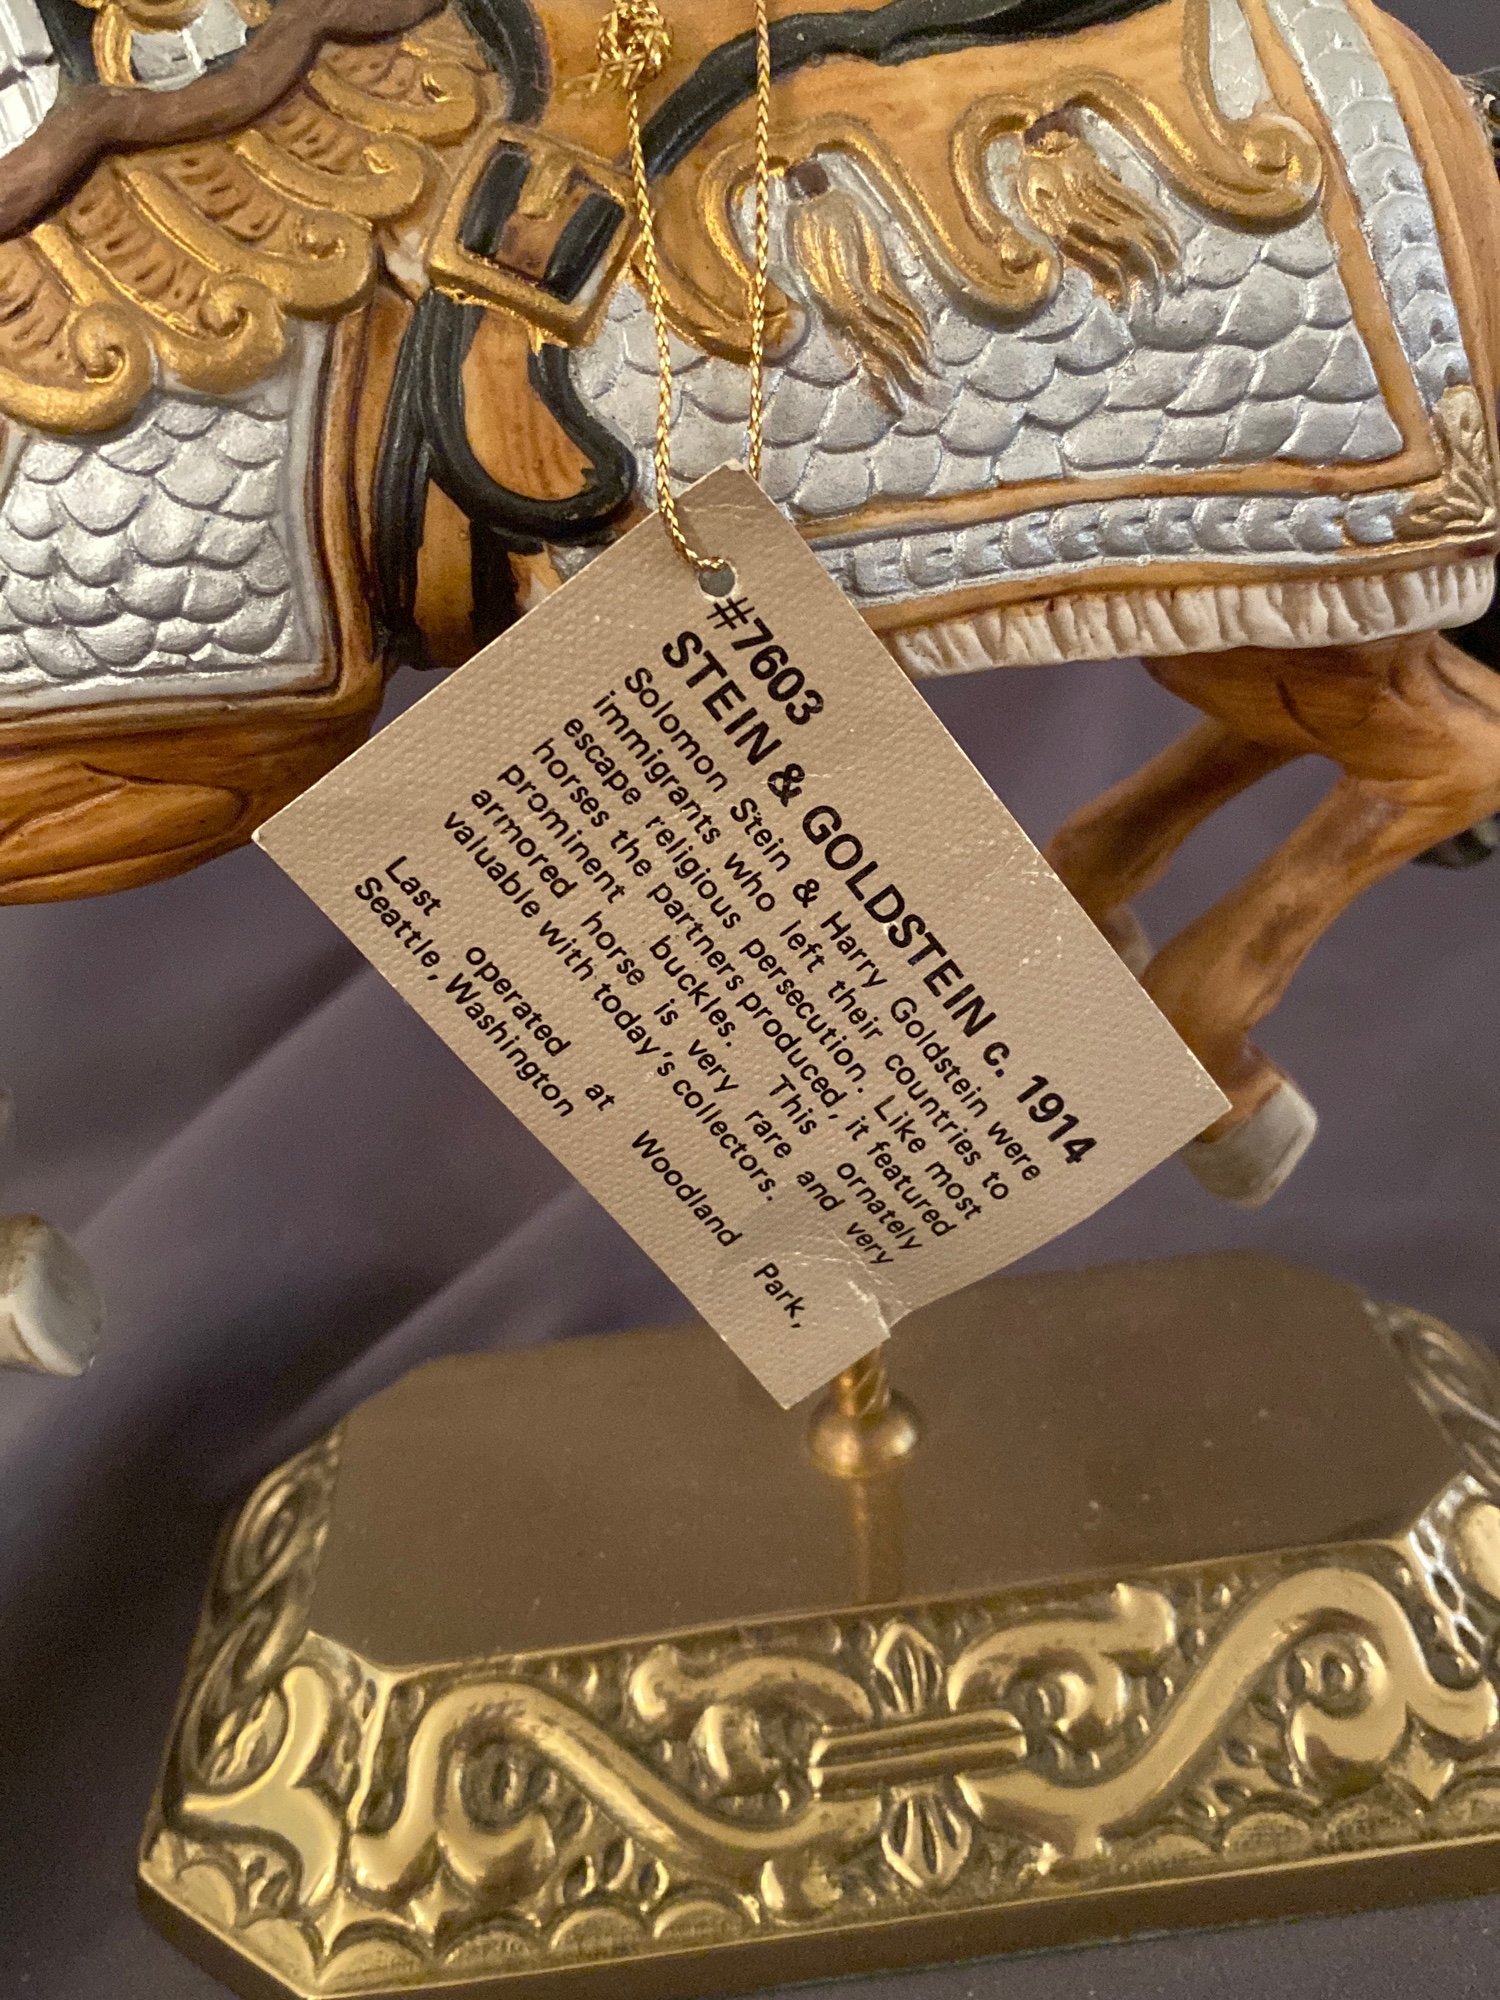 #7603
STEIN & GOLDSTEIN c. 1914
Solomon Stein & Harry Goldstein were
immigrants who left their countries to
escape religious persecution. Like most
horses the partners produced, it featured
prominent buckles. This ornately
armored horse is very rare and very
valuable with today's collectors.
Last operated at Woodland Park,
Seattle, Washington